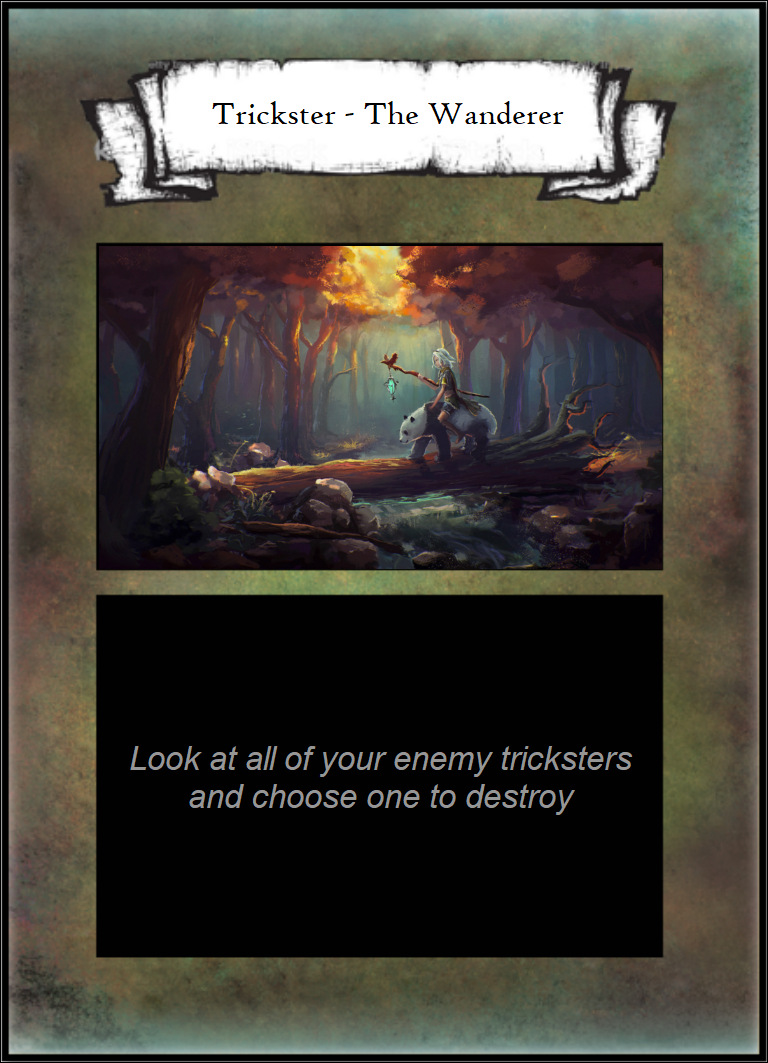 Trickster - The Wanderer
Look at all of your enemy tricksters
and choose one to destroy